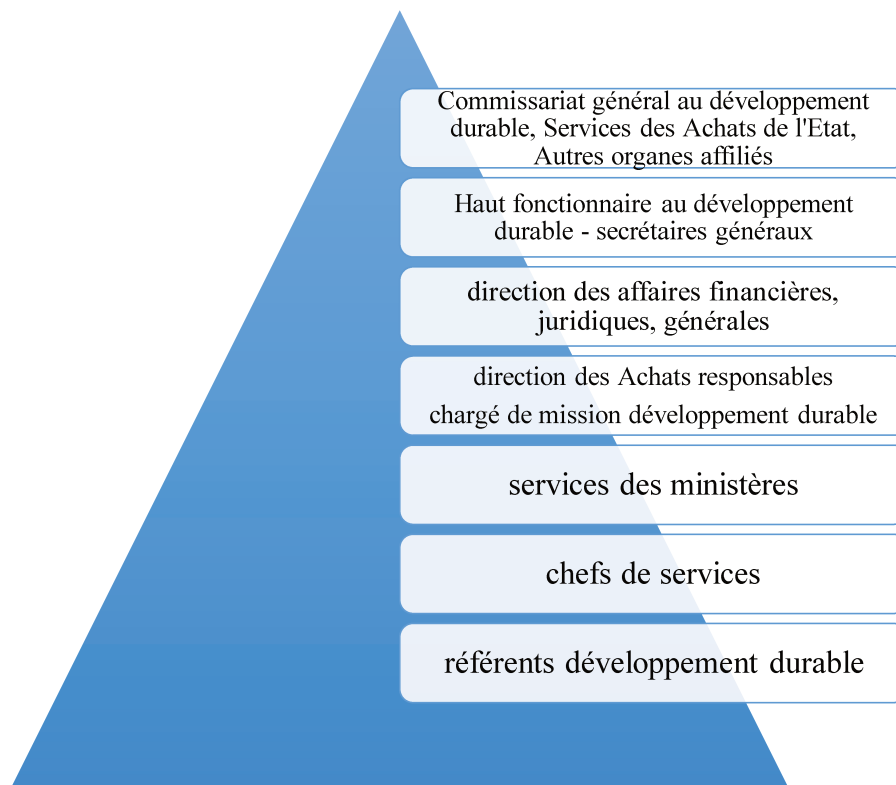 Commissariat général au développement
durable, Services des Achats de l'Etat,
Autres organes affiliés
Haut fonctionnaire au développement
durable - secrétaires généraux
direction des affaires financières,
juridiques, générales
direction des Achats responsables
chargé de mission développement durable
services des ministères
chefs de services
référents développement durable